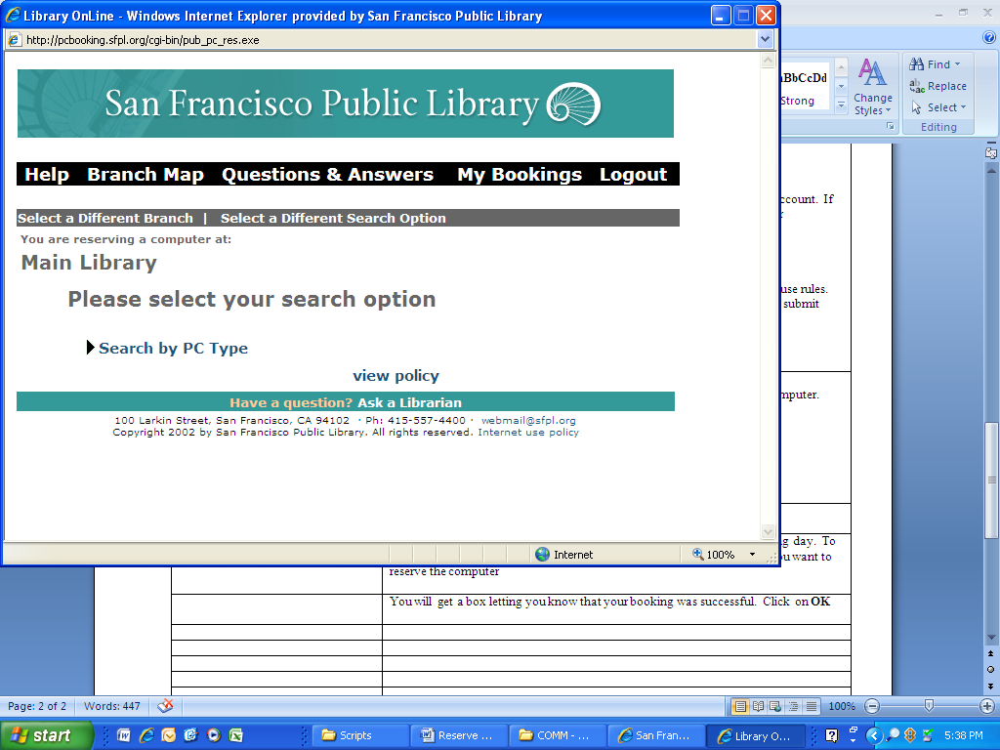 Library OnLine - Windows Internet Explorer provided by San Francisco Public Library
http://pcbooking.sfpl.org/cgi-bin/pub_pc_res.exe
San Francisco Public Library
Help Branch Map Questions & Answers My Bookings Logout
Select a Different Branch | Select a Different Search Option
You are reserving a computer at:
Main Library
Please select your search option
Search by PC Type
view policy
Have a question? Ask a Librarian
100 Larkin Street, San Francisco, CA 94102 · Ph: 415-557-4400 · webmail@sfpl.org
Copyright 2002 by San Francisco Public Library. All rights reserved. Internet use policy
Internet 100%
BbCcDd
Strong
Change
Styles
Find
Replace
Select
Editing
ccount. If
use rules.
submit
mputer.
g day. To
ou want to
reserve the computer
You will get a box letting you know that your booking was successful. Click on OK
Page: 2 of 2 Words: 447 100%
start Scripts Reserve ... COMM - ... San Fran... Library O... 5:38 PM